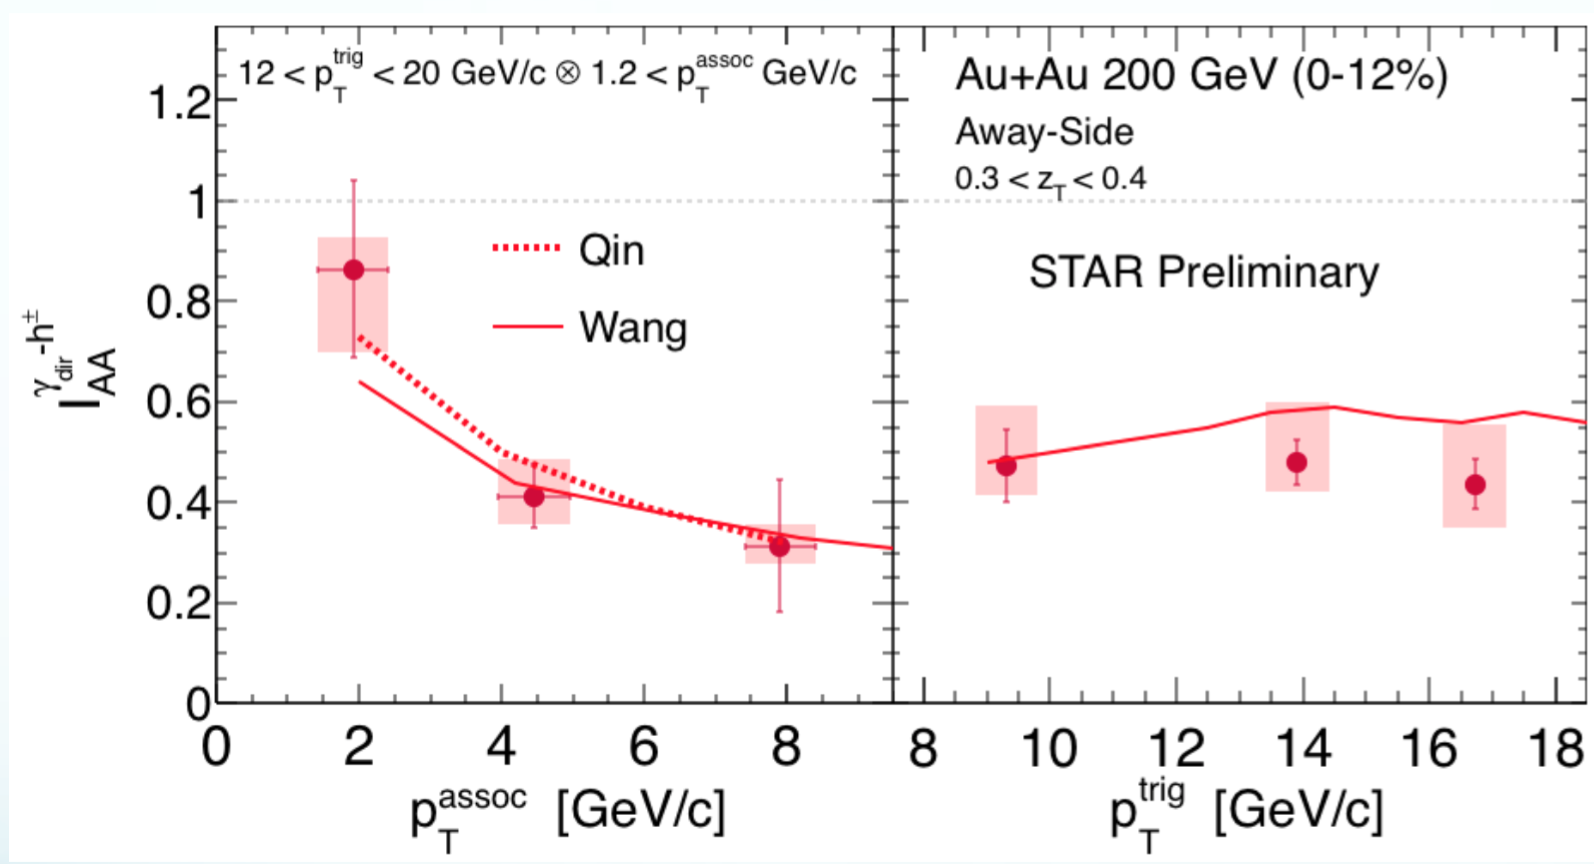 12 < p_T^trig < 20 GeV/c ⊗ 1.2 < p_T^assoc GeV/c
Au+Au 200 GeV (0-12%)
Away-Side
0.3 < z_T < 0.4
Qin
Wang
STAR Preliminary
I_AA^γ_dir-h^±
1.2
1
0.8
0.6
0.4
0.2
0
0 2 4 6 8
8 10 12 14 16 18
p_T^assoc [GeV/c]
p_T^trig [GeV/c]